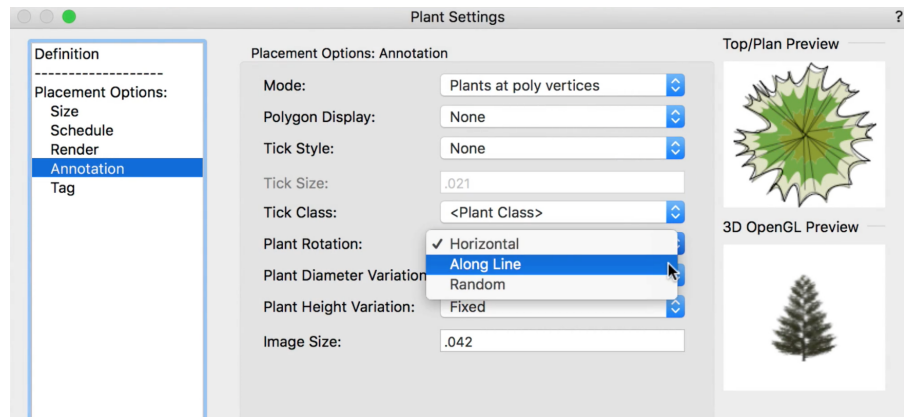 Plant Settings
?
Definition
-------------------
Placement Options:
Size
Schedule
Render
Annotation
Tag
Placement Options: Annotation
Mode: Plants at poly vertices
Polygon Display: None
Tick Style: None
Tick Size: .021
Tick Class: <Plant Class>
Plant Rotation: ✓ Horizontal
Along Line
Random
Plant Diameter Variation
Plant Height Variation: Fixed
Image Size: .042
Top/Plan Preview
3D OpenGL Preview